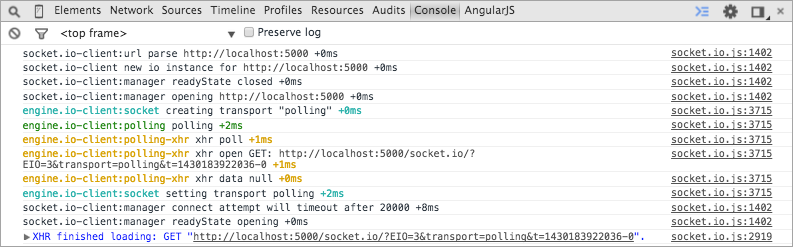 Elements Network Sources Timeline Profiles Resources Audits Console AngularJS
<top frame> Preserve log
socket.io-client:url parse http://localhost:5000 +0ms socket.io.js:1402
socket.io-client new io instance for http://localhost:5000 +0ms socket.io.js:1402
socket.io-client:manager readyState closed +0ms socket.io.js:1402
socket.io-client:manager opening http://localhost:5000 +0ms socket.io.js:1402
engine.io-client:socket creating transport "polling" +0ms socket.io.js:3715
engine.io-client:polling polling +2ms socket.io.js:3715
engine.io-client:polling-xhr xhr poll +1ms socket.io.js:3715
engine.io-client:polling-xhr xhr open GET: http://localhost:5000/socket.io/? socket.io.js:3715
EIO=3&transport=polling&t=1430183922036-0 +1ms
engine.io-client:polling-xhr xhr data null +0ms socket.io.js:3715
engine.io-client:socket setting transport polling +2ms socket.io.js:3715
socket.io-client:manager connect attempt will timeout after 20000 +8ms socket.io.js:1402
socket.io-client:manager readyState opening +0ms socket.io.js:1402
XHR finished loading: GET "http://localhost:5000/socket.io/?EIO=3&transport=polling&t=1430183922036-0". socket.io.js:2919